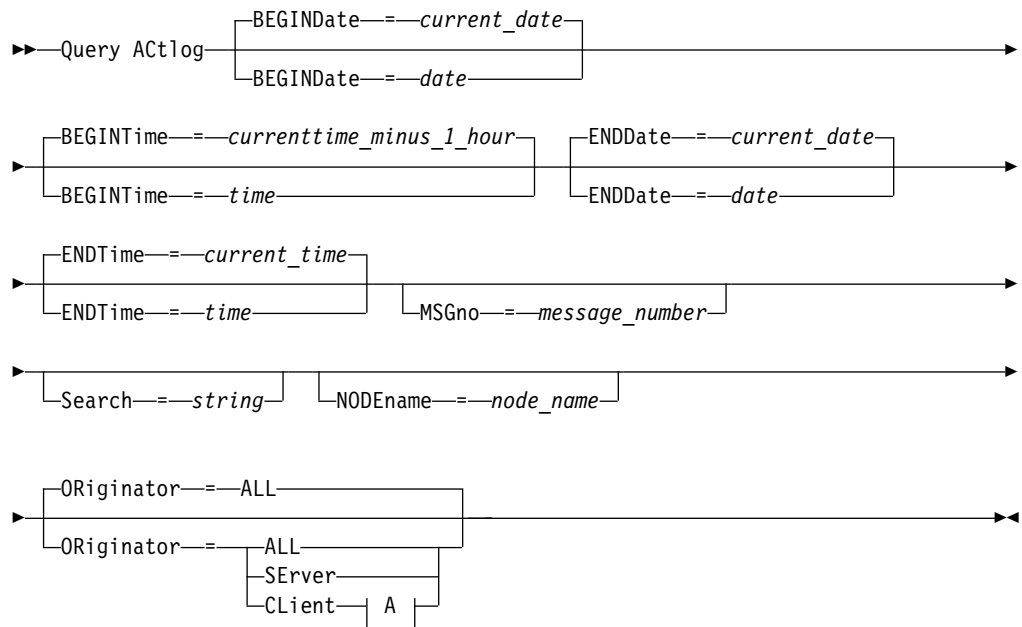 BEGINDate = current_date
Query ACtlog
BEGINDate = date
BEGINTime = currenttime_minus_1_hour ENDDate = current_date
BEGINTime = time ENDDate = date
ENDTime = current_time
ENDTime = time MSGno = message_number
Search = string NODEname = node_name
ORiginator = ALL
ORiginator = ALL
SErver
CLient A